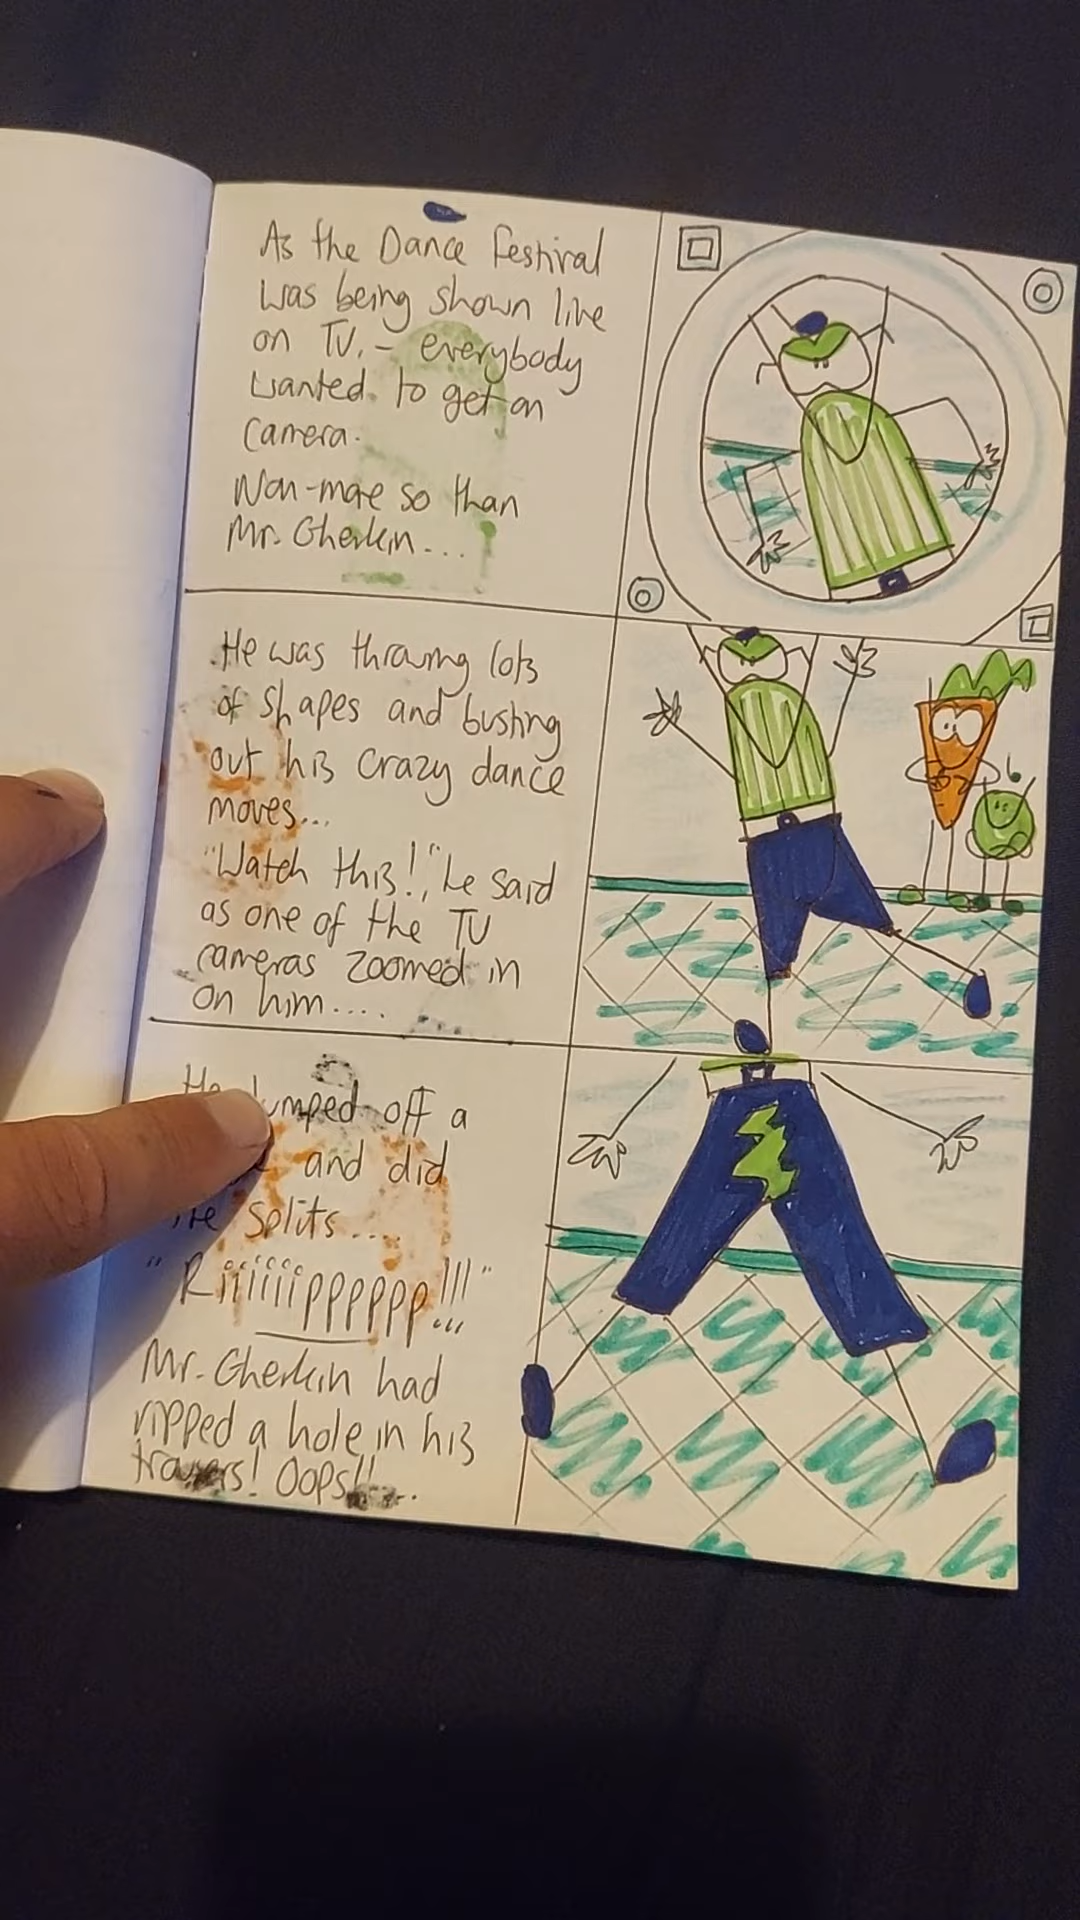 As the Dance Festival
was being shown live
on TV. - everybody
wanted. to get on
camera.
Non-more so than
Mr. Gherkin...
He was throwing lots
of shapes and busting
out his crazy dance
moves...
"Watch this!," he said
as one of the TV
cameras zoomed in
on him....
He jumped off a
and did
the splits....
"Riiiiiipppppp!!!"
Mr. Gherkin had
ripped a hole in his
trousers! Oops!!...